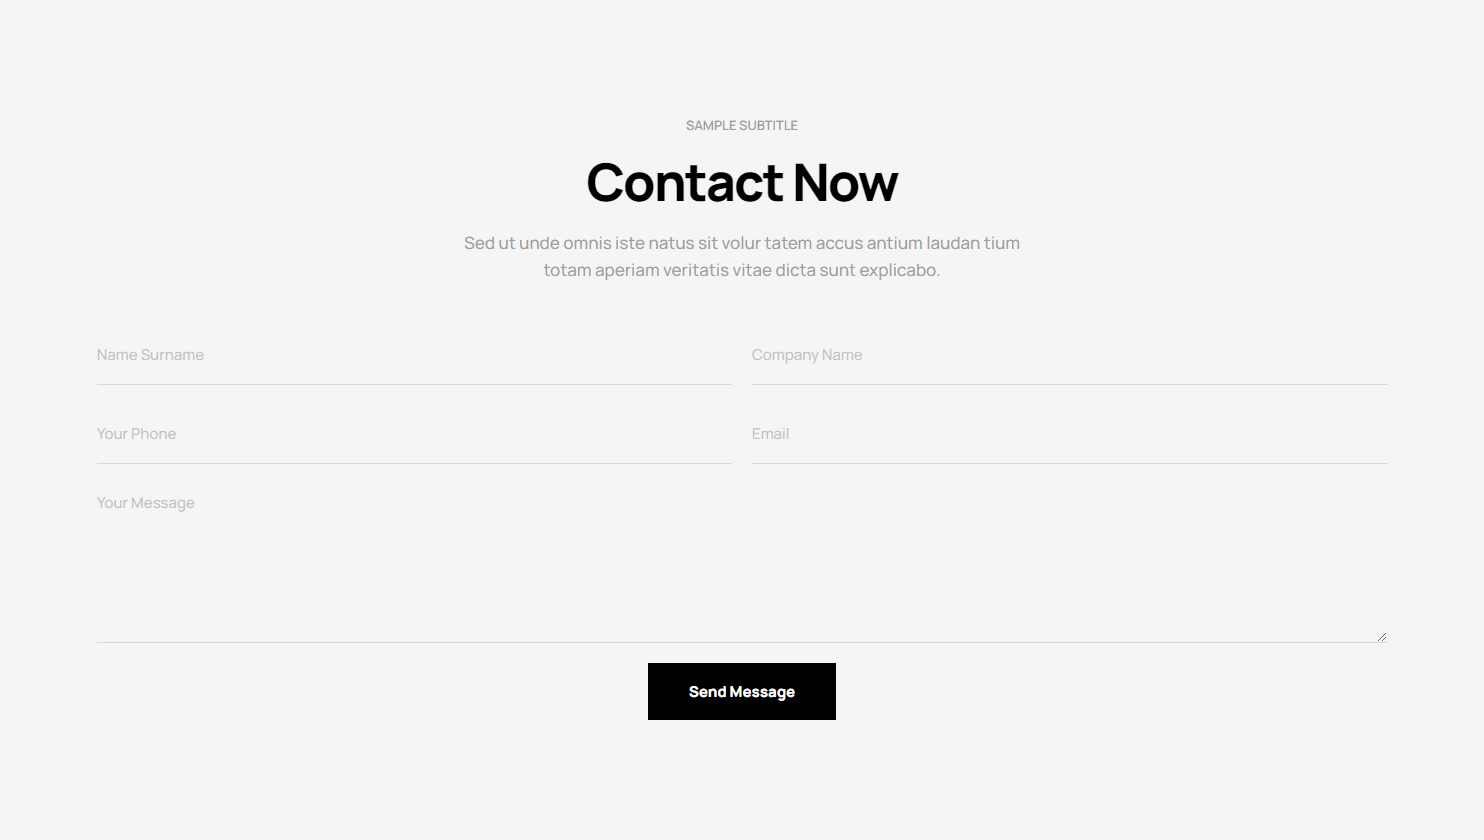 SAMPLE SUBTITLE
Contact Now
Sed ut unde omnis iste natus sit volur tatem accus antium laudan tium
totam aperiam veritatis vitae dicta sunt explicabo.
Name Surname
Company Name
Your Phone
Email
Your Message
Send Message